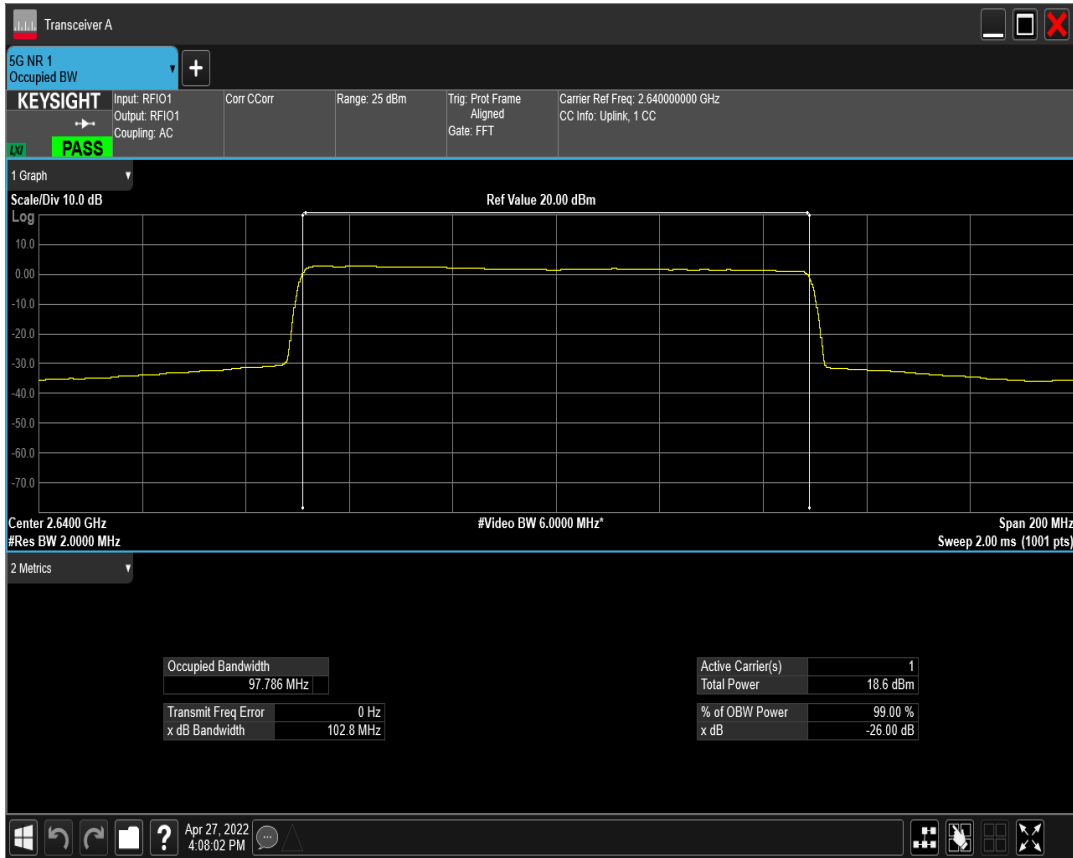 Transceiver A
5G NR 1
Occupied BW
KEYSIGHT
LXI
PASS
Input: RFIO1
Output: RFIO1
Coupling: AC
Corr CCorr
Range: 25 dBm
Trig: Prot Frame
Aligned
Gate: FFT
Carrier Ref Freq: 2.640000000 GHz
CC Info: Uplink, 1 CC
1 Graph
Scale/Div 10.0 dB
Ref Value 20.00 dBm
Log
10.0
0.00
-10.0
-20.0
-30.0
-40.0
-50.0
-60.0
-70.0
Center 2.6400 GHz
#Video BW 6.0000 MHz*
Span 200 MHz
#Res BW 2.0000 MHz
Sweep 2.00 ms (1001 pts)
2 Metrics
Occupied Bandwidth
97.786 MHz
Transmit Freq Error 0 Hz
x dB Bandwidth 102.8 MHz
Active Carrier(s) 1
Total Power 18.6 dBm
% of OBW Power 99.00 %
x dB -26.00 dB
Apr 27, 2022
4:08:02 PM